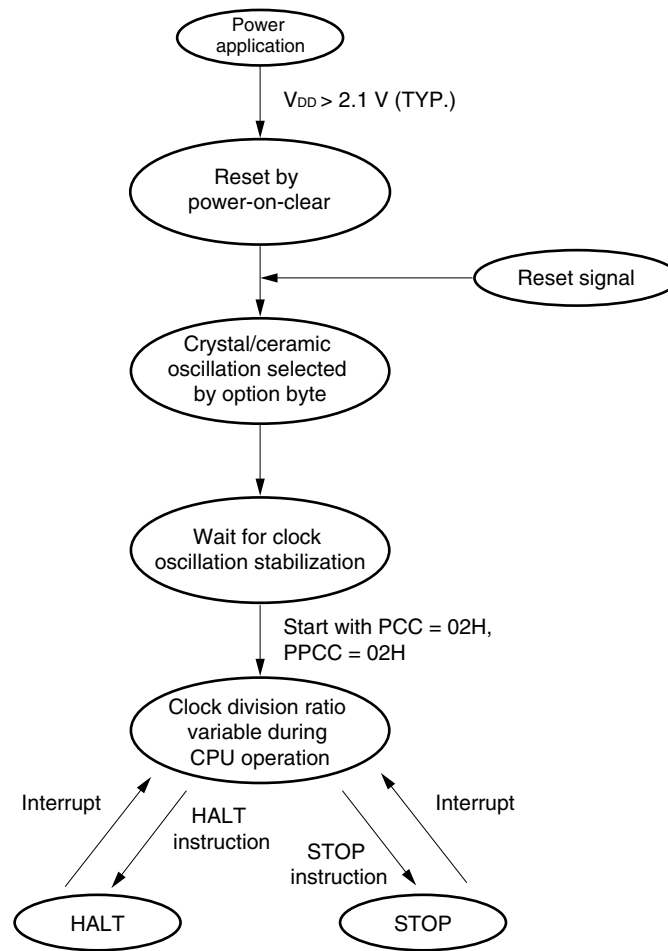 Power
application
VDD > 2.1 V (TYP.)
Reset by
power-on-clear
Reset signal
Crystal/ceramic
oscillation selected
by option byte
Wait for clock
oscillation stabilization
Start with PCC = 02H,
PPCC = 02H
Clock division ratio
variable during
CPU operation
Interrupt
HALT
instruction
STOP
instruction
Interrupt
HALT
STOP